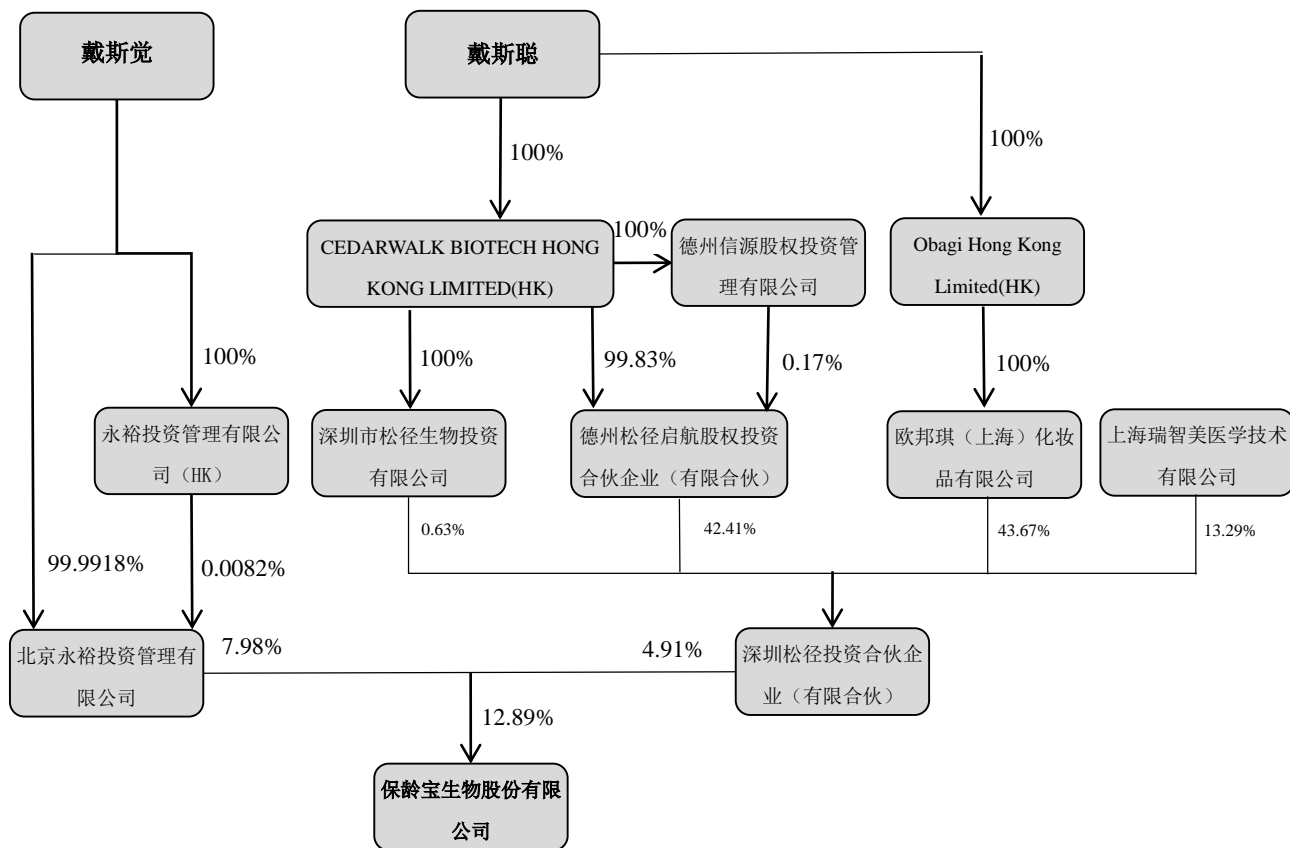 戴斯觉
戴斯聪
100%
100%
CEDARWALK BIOTECH HONG
KONG LIMITED(HK)
100%
德州信源股权投资管
理有限公司
Obagi Hong Kong
Limited(HK)
100%
100%
99.83%
0.17%
100%
永裕投资管理有限公
司（HK）
深圳市松径生物投资
有限公司
德州松径启航股权投资
合伙企业（有限合伙）
欧邦琪（上海）化妆
品有限公司
上海瑞智美医学技术
有限公司
0.63%
42.41%
43.67%
13.29%
99.9918%
0.0082%
北京永裕投资管理有
限公司
7.98%
4.91%
深圳松径投资合伙企
业（有限合伙）
12.89%
保龄宝生物股份有限
公司